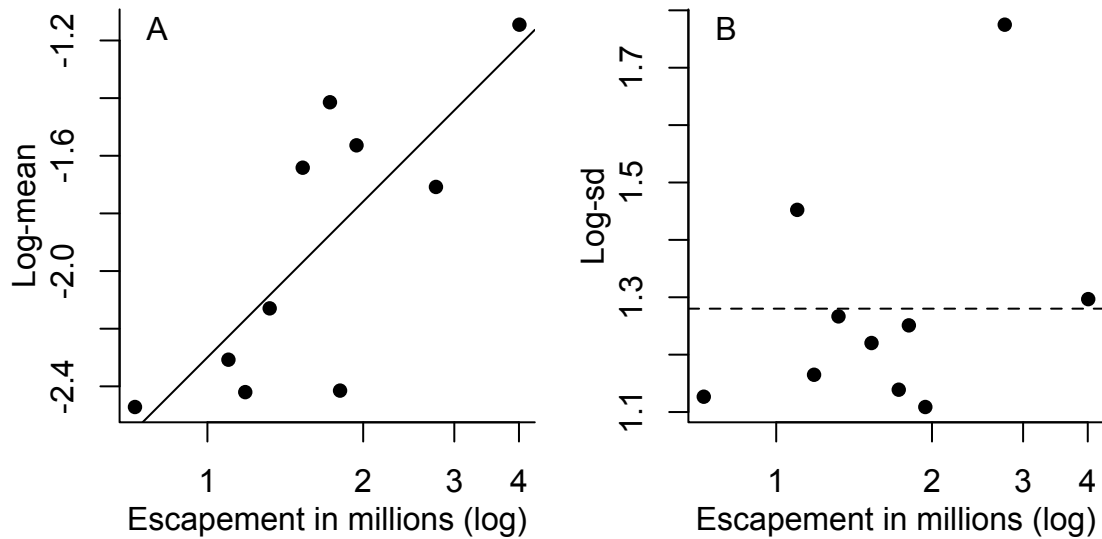 A
Log-mean
-1.2
-1.6
-2.0
-2.4
1 2 3 4
Escapement in millions (log)
B
Log-sd
1.7
1.5
1.3
1.1
1 2 3 4
Escapement in millions (log)